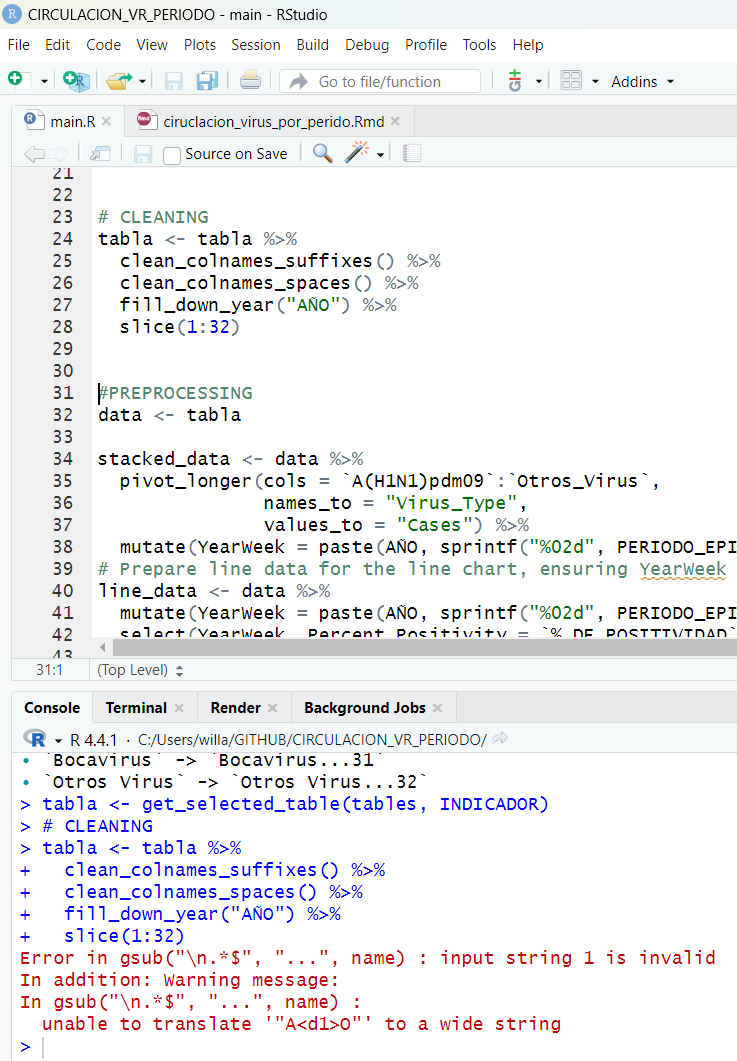 CIRCULACION_VR_PERIODO - main - RStudio
File Edit Code View Plots Session Build Debug Profile Tools Help
Go to file/function Addins
main.R ciruclacion_virus_por_perido.Rmd
Source on Save
21
22
23 # CLEANING
24 tabla <- tabla %>%
25 clean_colnames_suffixes() %>%
26 clean_colnames_spaces() %>%
27 fill_down_year("AÑO") %>%
28 slice(1:32)
29
30
31 #PREPROCESSING
32 data <- tabla
33
34 stacked_data <- data %>%
35 pivot_longer(cols = `A(H1N1)pdm09`:`Otros_Virus`,
36 names_to = "Virus_Type",
37 values_to = "Cases") %>%
38 mutate(YearWeek = paste(AÑO, sprintf("%02d", PERIODO_EPI
39 # Prepare line data for the line chart, ensuring YearWeek
40 line_data <- data %>%
41 mutate(YearWeek = paste(AÑO, sprintf("%02d", PERIODO_EPI
42 select(YearWeek, Percent_Positivity = `%_DE_POSITIVIDAD`
43
31:1 (Top Level)
Console Terminal Render Background Jobs
R R 4.4.1 · C:/Users/willa/GITHUB/CIRCULACION_VR_PERIODO/
• `Bocavirus` -> `Bocavirus...31`
• `Otros Virus` -> `Otros Virus...32`
> tabla <- get_selected_table(tables, INDICADOR)
> # CLEANING
> tabla <- tabla %>%
+ clean_colnames_suffixes() %>%
+ clean_colnames_spaces() %>%
+ fill_down_year("AÑO") %>%
+ slice(1:32)
Error in gsub("\n.*$", "...", name) : input string 1 is invalid
In addition: Warning message:
In gsub("\n.*$", "...", name) :
unable to translate '"A<d1>O"' to a wide string
>